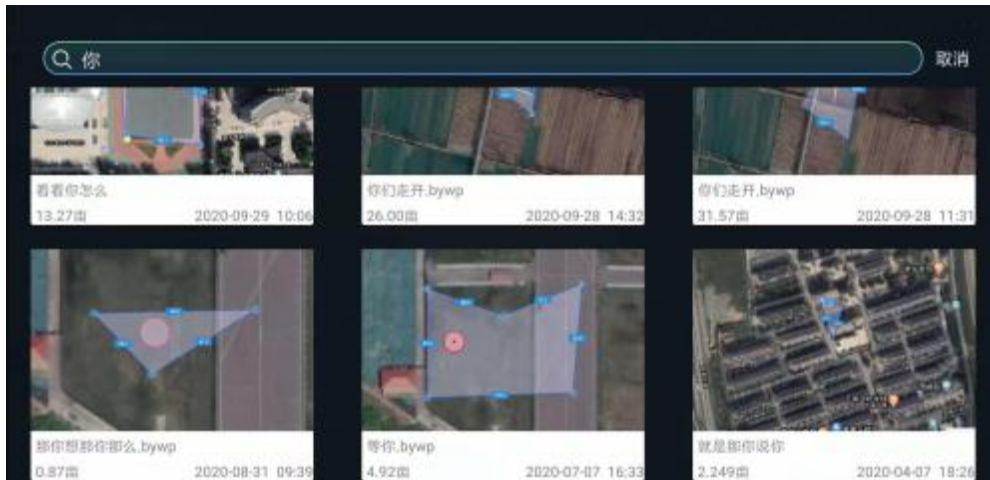 你
取消
看看你怎么
13.27亩 2020-09-29 10:06
你们走开.bywp
26.00亩 2020-09-28 14:32
你们走开.bywp
31.57亩 2020-09-28 11:31
那你想那你那么.bywp
0.87亩 2020-08-31 09:39
等你.bywp
4.92亩 2020-07-07 16:33
就是那你说你
2.249亩 2020-04-07 18:26